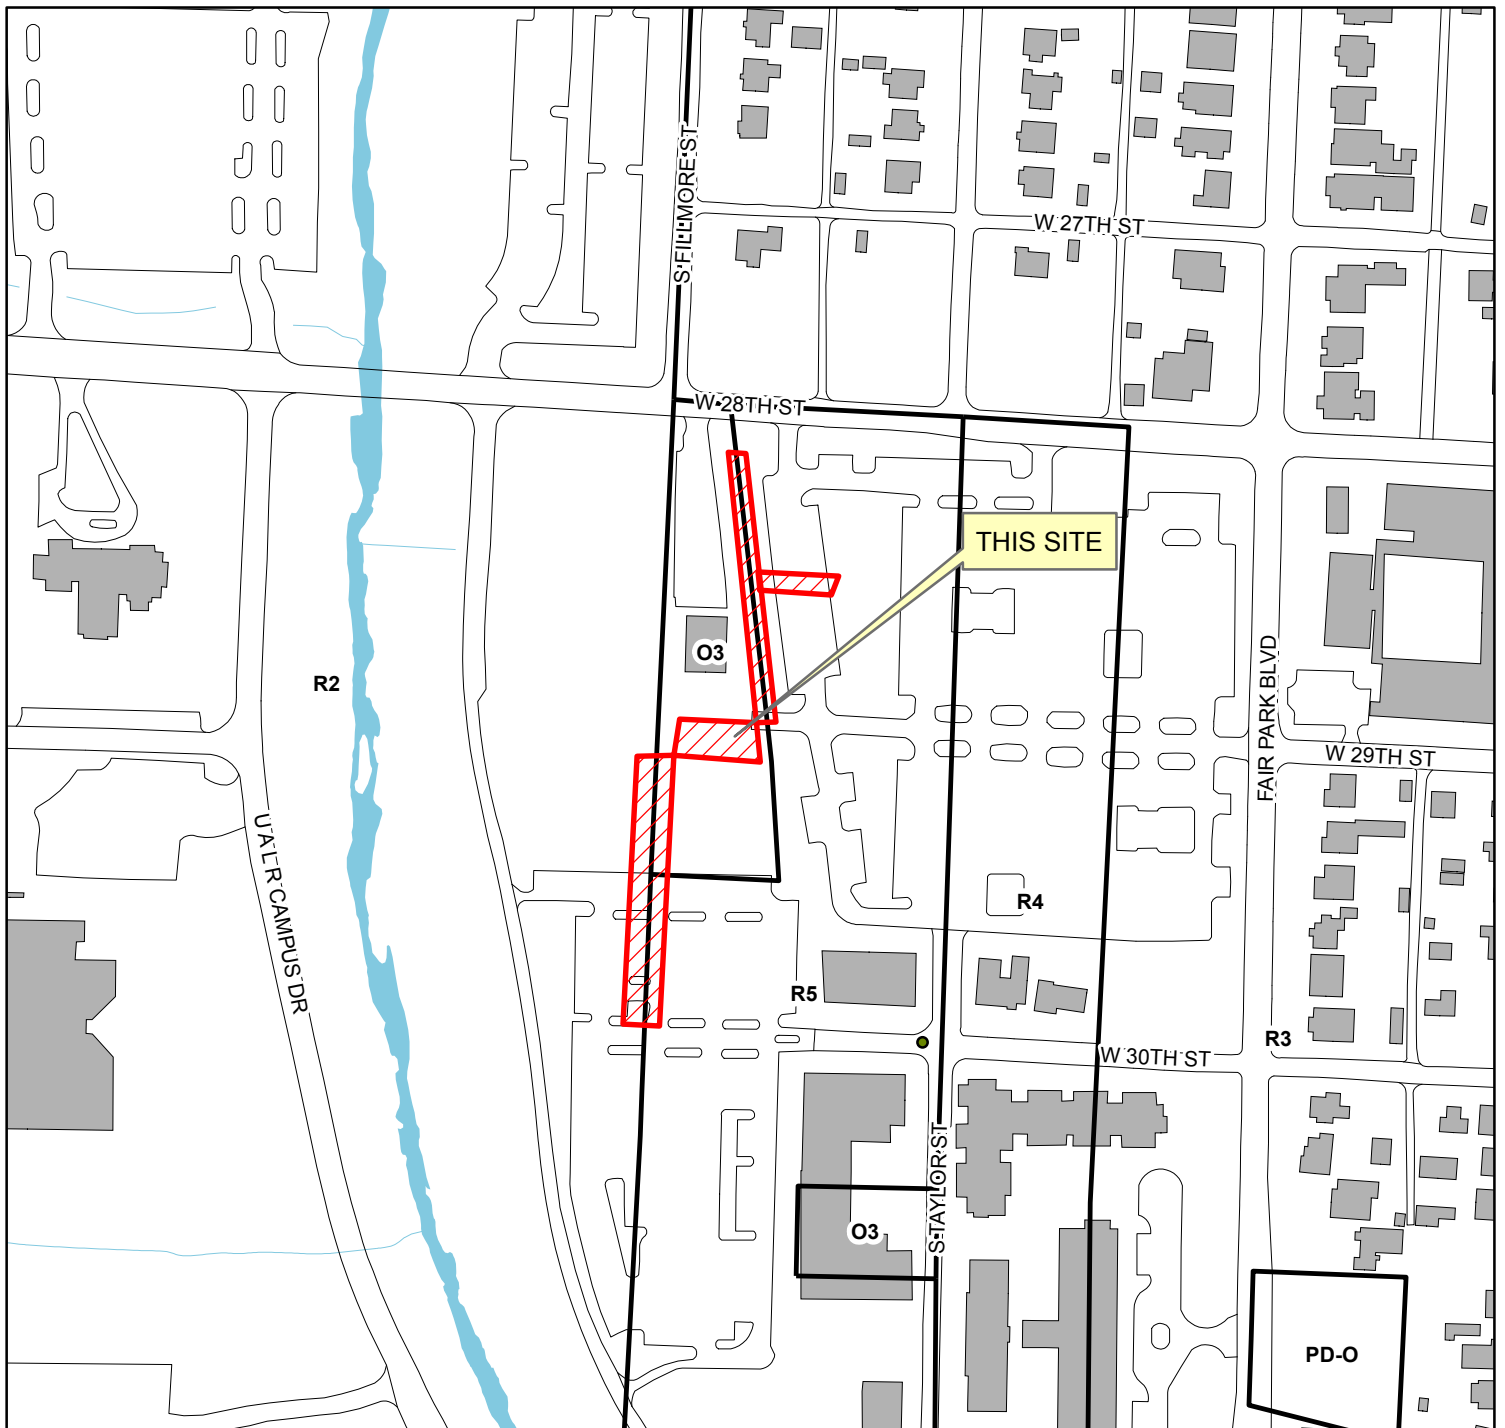 S FILLMORE ST
W 27TH ST
W 28TH ST
THIS SITE
O3
R2
FAIR PARK BLVD
W 29TH ST
U A L R CAMPUS DR
R4
R5
R3
W 30TH ST
S TAYLOR ST
O3
PD-O